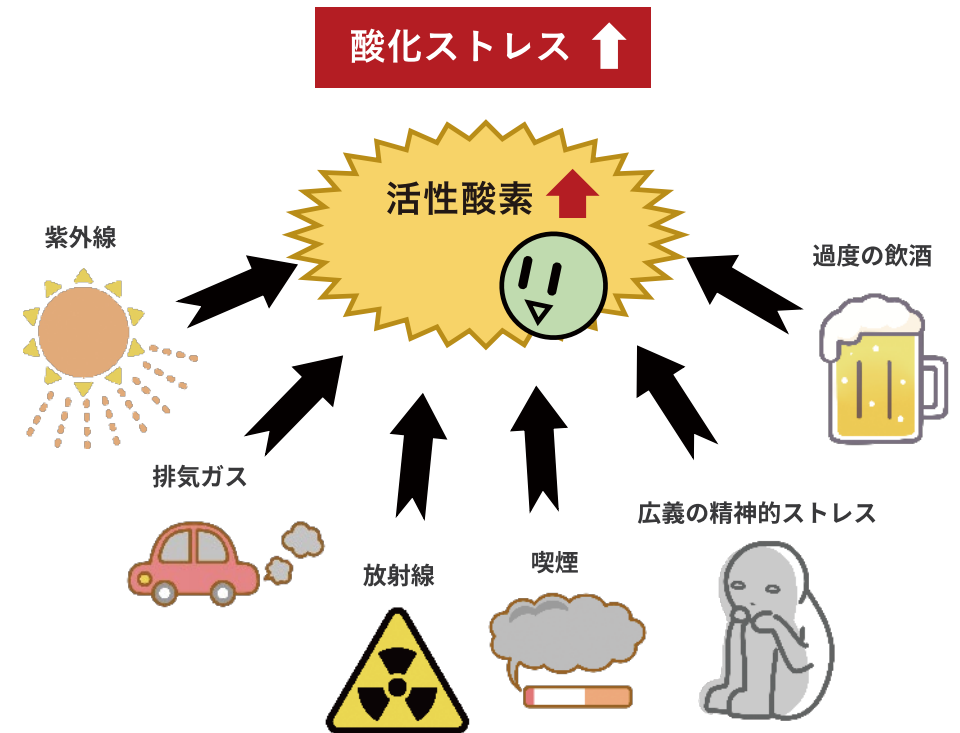 酸化ストレス
活性酸素
紫外線
過度の飲酒
排気ガス
広義の精神的ストレス
放射線
喫煙